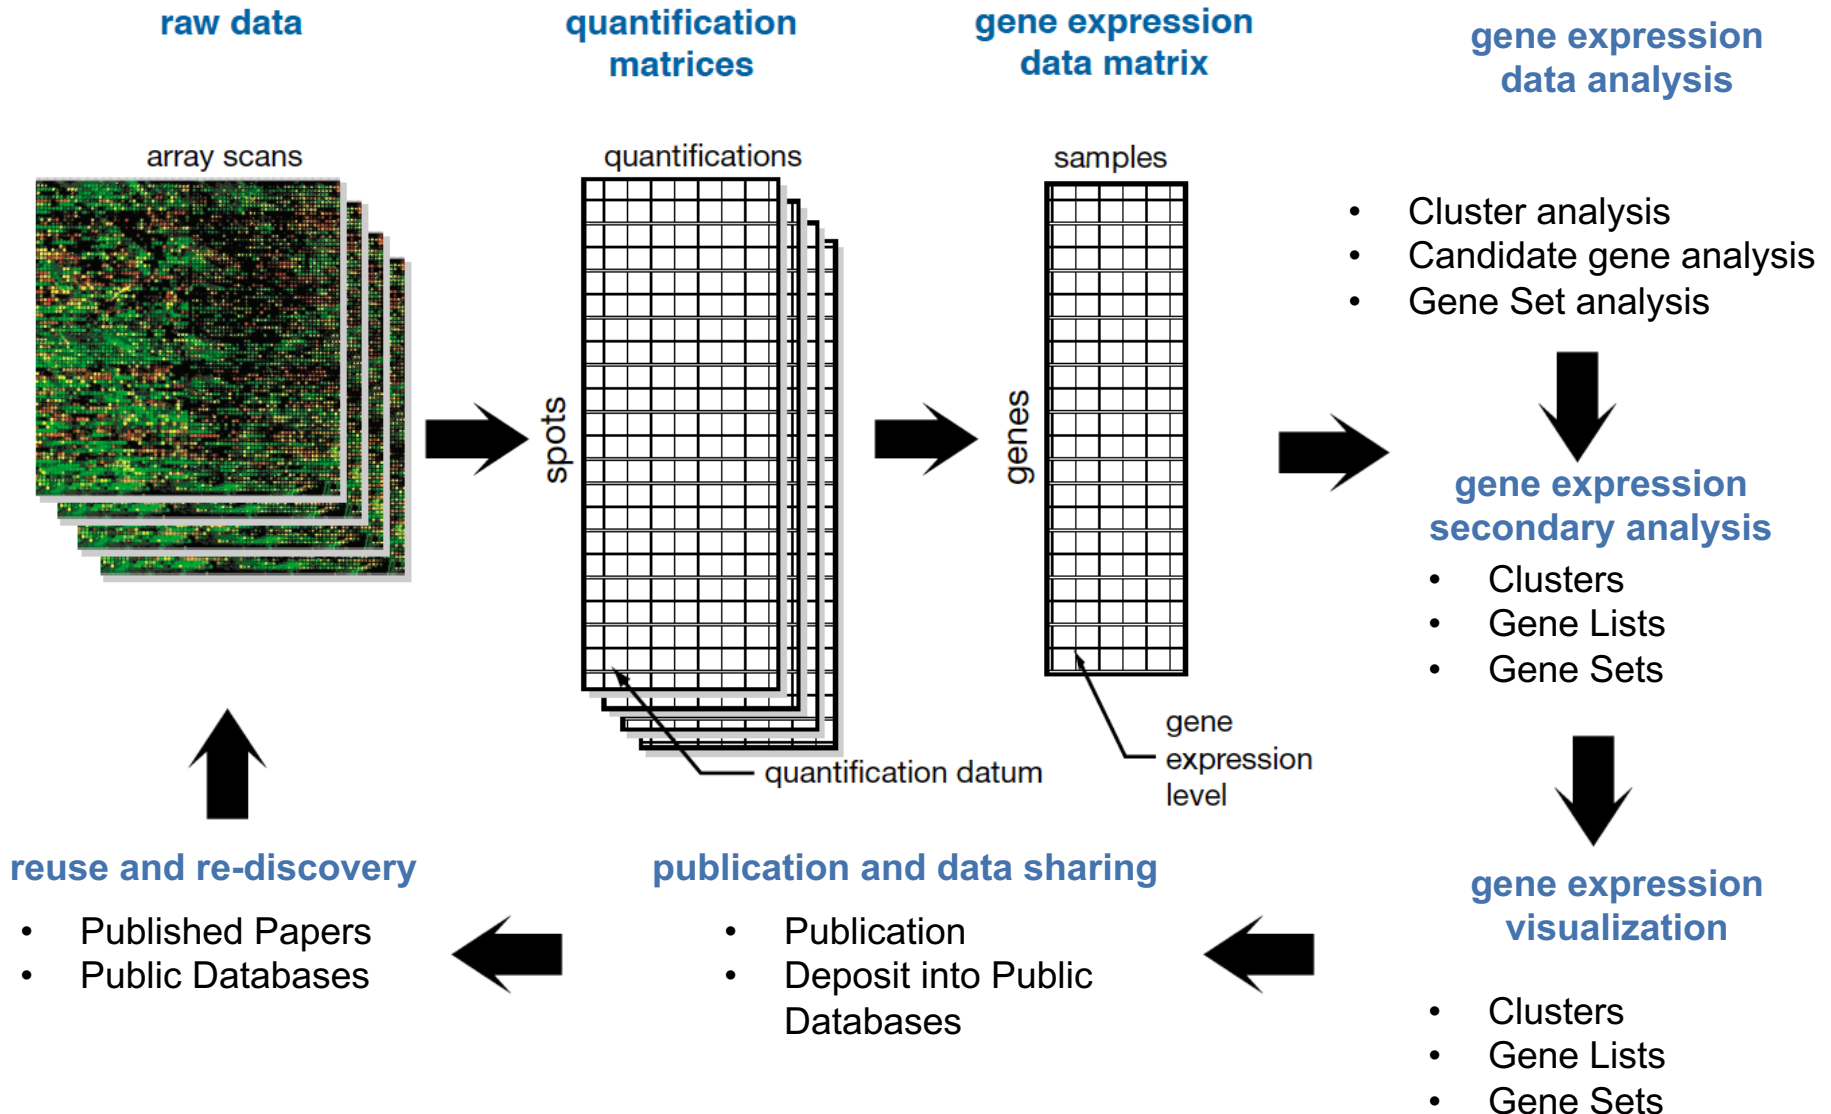 raw data
quantification
matrices
gene expression
data matrix
gene expression
data analysis
array scans
quantifications
samples
spots
genes
quantification datum
gene
expression
level
• Cluster analysis
• Candidate gene analysis
• Gene Set analysis
gene expression
secondary analysis
• Clusters
• Gene Lists
• Gene Sets
gene expression
visualization
• Clusters
• Gene Lists
• Gene Sets
publication and data sharing
• Publication
• Deposit into Public
Databases
reuse and re-discovery
• Published Papers
• Public Databases